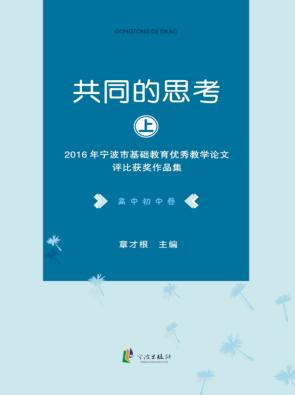 GONGTONG DE SIKAO
共同的思考
上
2016年宁波市基础教育优秀教学论文
评比获奖作品集
高中初中卷
章才根 主编
宁波出版社